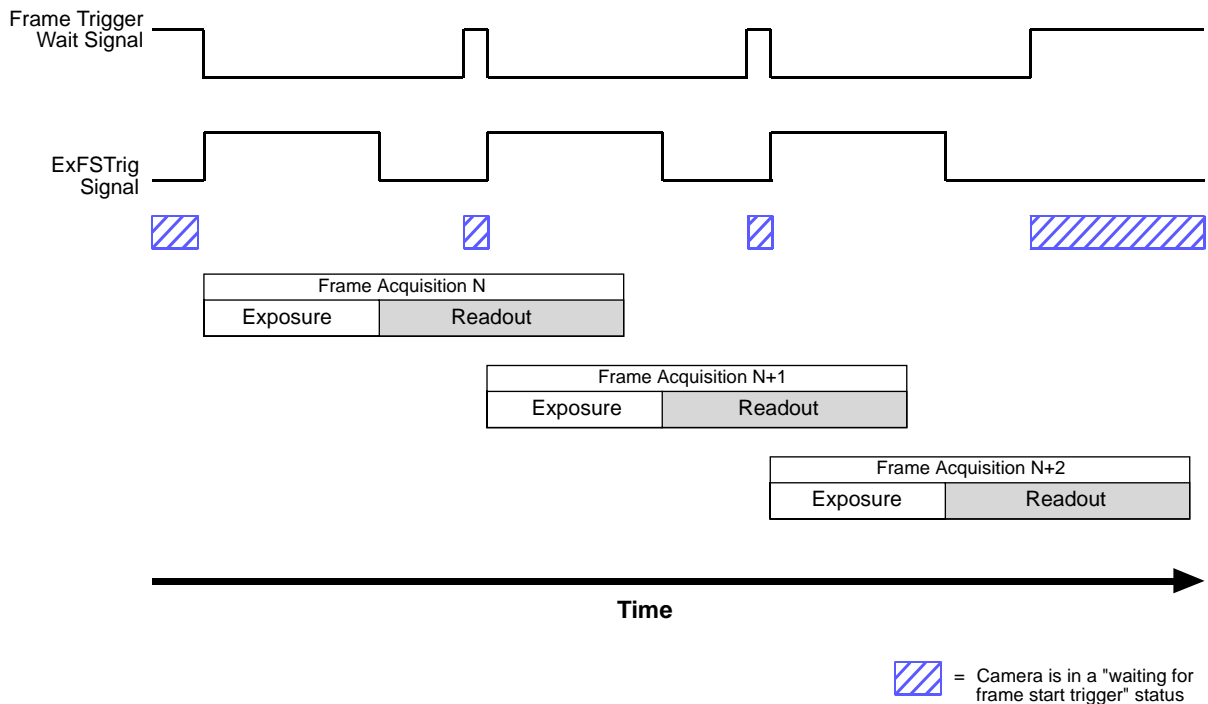 Frame Trigger
Wait Signal
ExFSTrig
Signal
Frame Acquisition N
Exposure
Readout
Frame Acquisition N+1
Exposure
Readout
Frame Acquisition N+2
Exposure
Readout
Time
= Camera is in a "waiting for
frame start trigger" status